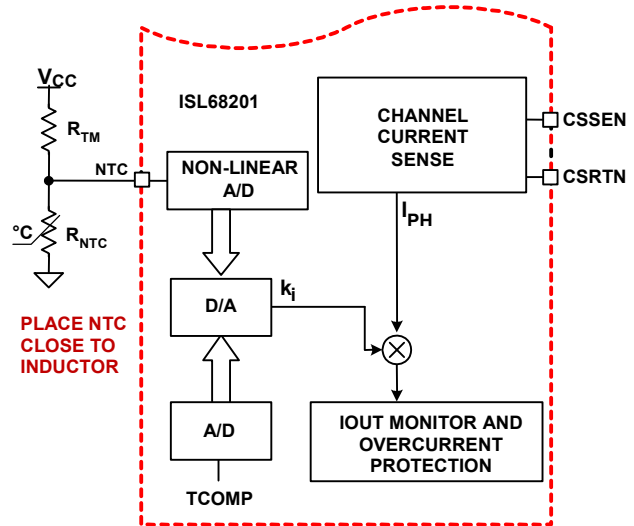 VCC
RTM
NTC
°C
RNTC
PLACE NTC
CLOSE TO
INDUCTOR
ISL68201
NON-LINEAR
A/D
D/A
ki
A/D
TCOMP
CHANNEL
CURRENT
SENSE
CSSEN
CSRTN
IPH
IOUT MONITOR AND
OVERCURRENT
PROTECTION